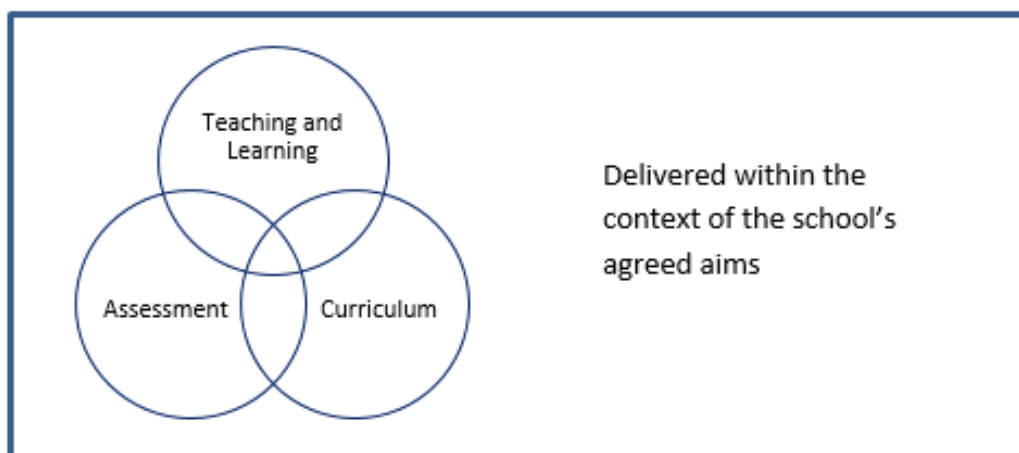 Teaching and
Learning
Assessment
Curriculum
Delivered within the
context of the school’s
agreed aims